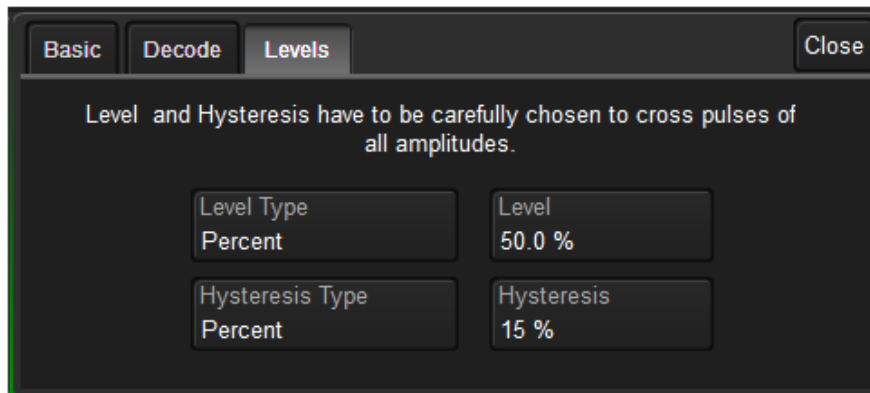 Basic Decode Levels Close
Level  and Hysteresis have to be carefully chosen to cross pulses of
all amplitudes.
Level Type Level
Percent 50.0 %
Hysteresis Type Hysteresis
Percent 15 %